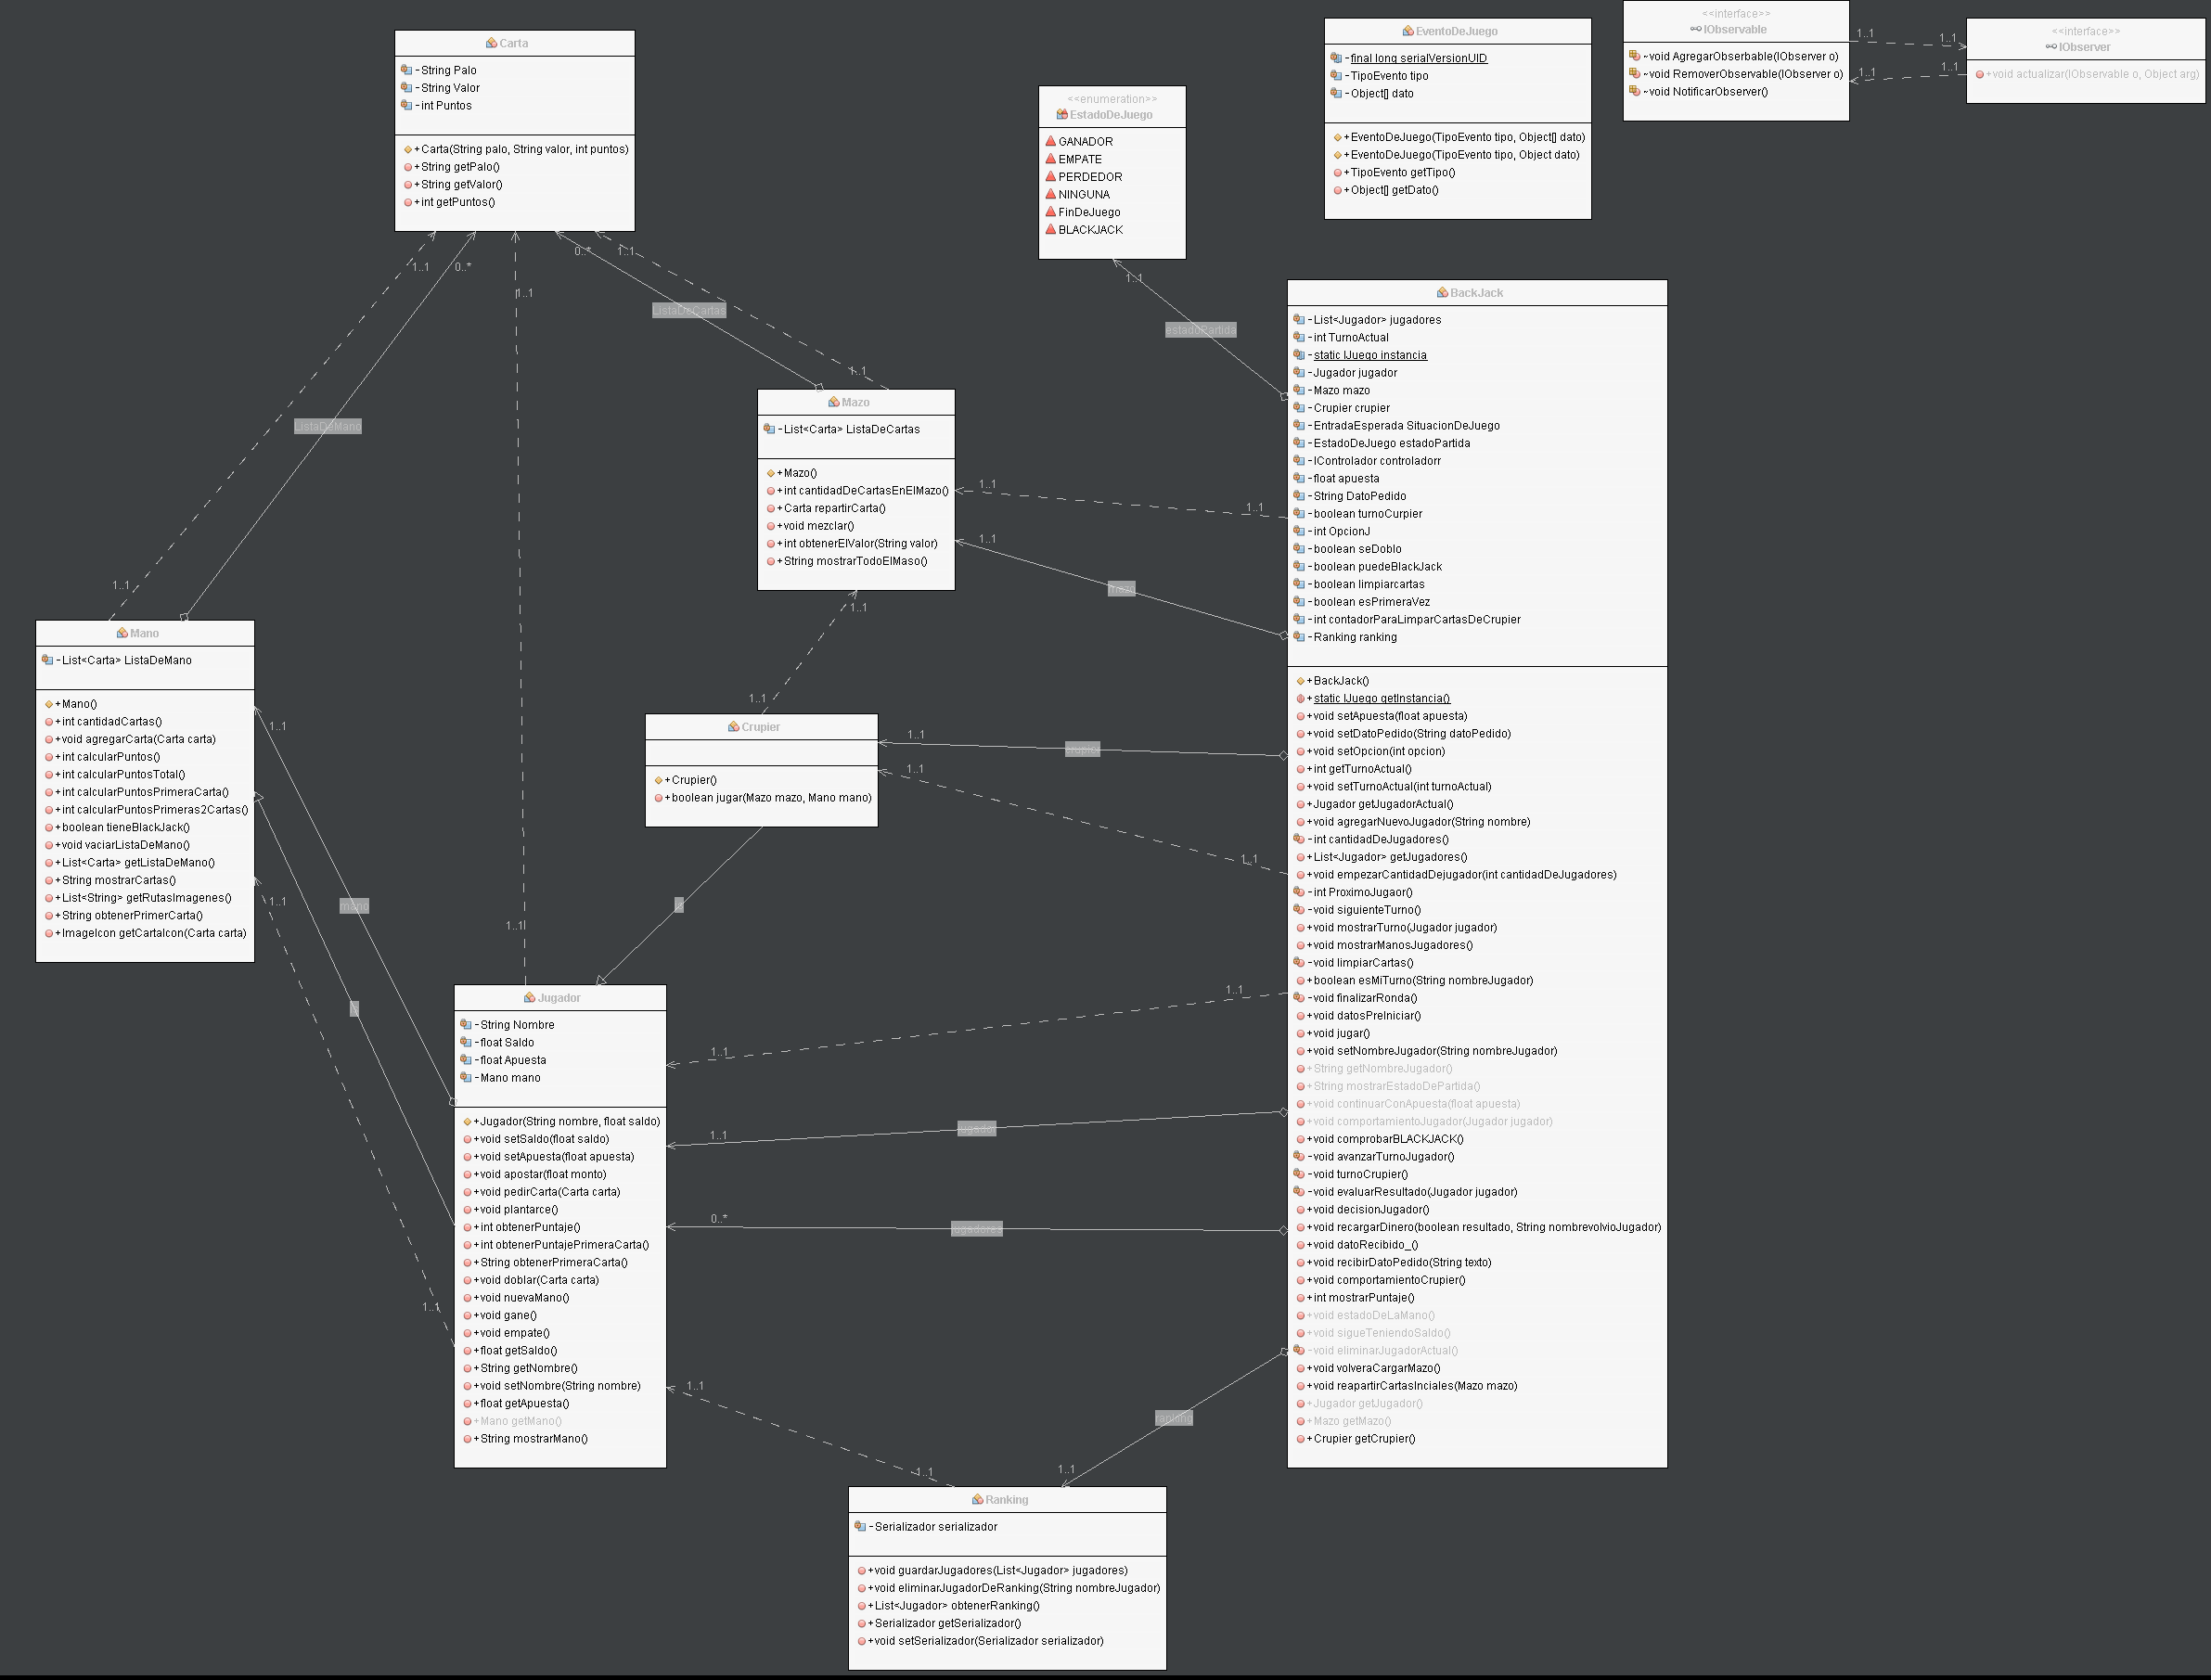 Carta
-String Palo
-String Valor
-int Puntos
+Carta(String palo, String valor, int puntos)
+String getPalo()
+String getValor()
+int getPuntos()
<<enumeration>>
EstadoDeJuego
GANADOR
EMPATE
PERDEDOR
NINGUNA
FinDeJuego
BLACKJACK
EventoDeJuego
-final long serialVersionUID
-TipoEvento tipo
-Object[] dato
+EventoDeJuego(TipoEvento tipo, Object[] dato)
+EventoDeJuego(TipoEvento tipo, Object dato)
+TipoEvento getTipo()
+Object[] getDato()
<<interface>>
IObservable
~void AgregarObserbable(IObserver o)
~void RemoverObservable(IObserver o)
~void NotificarObserver()
1..1
1..1
1..1
1..1
<<interface>>
IObserver
+void actualizar(IObservable o, Object arg)
1..1
0..*
1..1
0..*
1..1
ListaDeCartas
1..1
ListaDeMano
1..1
1..1
estadoPartida
Mazo
-List<Carta> ListaDeCartas
+Mazo()
+int cantidadDeCartasEnElMazo()
+Carta repartirCarta()
+void mezclar()
+int obtenerElValor(String valor)
+String mostrarTodoElMaso()
1..1
1..1
1..1
mazo
1..1
1..1
Mano
-List<Carta> ListaDeMano
+Mano()
+int cantidadCartas()
+void agregarCarta(Carta carta)
+int calcularPuntos()
+int calcularPuntosTotal()
+int calcularPuntosPrimeraCarta()
+int calcularPuntosPrimeras2Cartas()
+boolean tieneBlackJack()
+void vaciarListaDeMano()
+List<Carta> getListaDeMano()
+String mostrarCartas()
+List<String> getRutasImagenes()
+String obtenerPrimerCarta()
+ImageIcon getCartaIcon(Carta carta)
1..1
1..1
mano
1..1
1..1
Crupier
+Crupier()
+boolean jugar(Mazo mazo, Mano mano)
1..1
crupier
1..1
1..1
Jugador
-String Nombre
-float Saldo
-float Apuesta
-Mano mano
+Jugador(String nombre, float saldo)
+void setSaldo(float saldo)
+void setApuesta(float apuesta)
+void apostar(float monto)
+void pedirCarta(Carta carta)
+void plantarce()
+int obtenerPuntaje()
+int obtenerPuntajePrimeraCarta()
+String obtenerPrimeraCarta()
+void doblar(Carta carta)
+void nuevaMano()
+void gane()
+void empate()
+float getSaldo()
+String getNombre()
+void setNombre(String nombre)
+float getApuesta()
+Mano getMano()
+String mostrarMano()
1..1
1..1
1..1
jugador
0..*
jugadores
1..1
1..1
ranking
1..1
BackJack
-List<Jugador> jugadores
-int TurnoActual
-static IJuego instancia
-Jugador jugador
-Mazo mazo
-Crupier crupier
-EntradaEsperada SituacionDeJuego
-EstadoDeJuego estadoPartida
-IControlador controladorr
-float apuesta
-String DatoPedido
-boolean turnoCurpier
-int OpcionJ
-boolean seDoblo
-boolean puedeBlackJack
-boolean limpiarcartas
-boolean esPrimeraVez
-int contadorParaLimparCartasDeCrupier
-Ranking ranking
+BackJack()
+static IJuego getInstancia()
+void setApuesta(float apuesta)
+void setDatoPedido(String datoPedido)
+void setOpcion(int opcion)
+int getTurnoActual()
+void setTurnoActual(int turnoActual)
+Jugador getJugadorActual()
+void agregarNuevoJugador(String nombre)
-int cantidadDeJugadores()
+List<Jugador> getJugadores()
+void empezarCantidadDejugador(int cantidadDeJugadores)
-int ProximoJugaor()
-void siguienteTurno()
+void mostrarTurno(Jugador jugador)
+void mostrarManosJugadores()
-void limpiarCartas()
+boolean esMiTurno(String nombreJugador)
-void finalizarRonda()
+void datosPreIniciar()
+void jugar()
+void setNombreJugador(String nombreJugador)
+String getNombreJugador()
+String mostrarEstadoDePartida()
+void continuarConApuesta(float apuesta)
+void comportamientoJugador(Jugador jugador)
+void comprobarBLACKJACK()
-void avanzarTurnoJugador()
-void turnoCrupier()
-void evaluarResultado(Jugador jugador)
+void decisionJugador()
+void recargarDinero(boolean resultado, String nombrevolvioJugador)
+void datoRecibido_()
+void recibirDatoPedido(String texto)
+void comportamientoCrupier()
+int mostrarPuntaje()
+void estadoDeLaMano()
+void sigueTeniendoSaldo()
-void eliminarJugadorActual()
+void volveraCargarMazo()
+void reapartirCartasInciales(Mazo mazo)
+Jugador getJugador()
+Mazo getMazo()
+Crupier getCrupier()
Ranking
-Serializador serializador
+void guardarJugadores(List<Jugador> jugadores)
+void eliminarJugadorDeRanking(String nombreJugador)
+List<Jugador> obtenerRanking()
+Serializador getSerializador()
+void setSerializador(Serializador serializador)